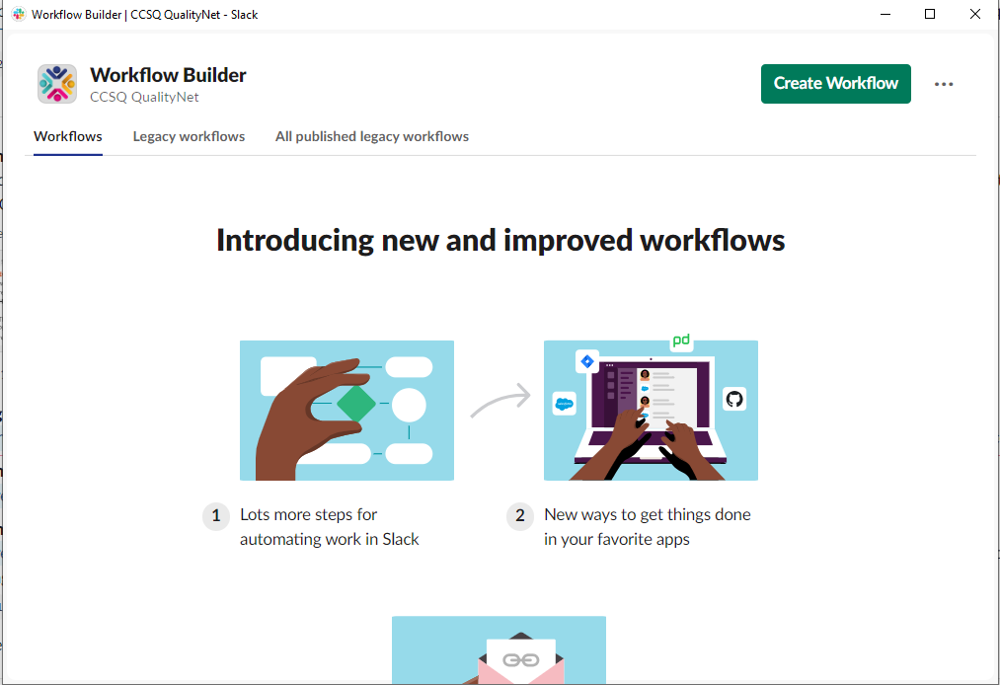 Workflow Builder | CCSQ QualityNet - Slack
Workflow Builder
CCSQ QualityNet
Create Workflow
Workflows
Legacy workflows
All published legacy workflows
Introducing new and improved workflows
pd
1
Lots more steps for
automating work in Slack
2
New ways to get things done
in your favorite apps